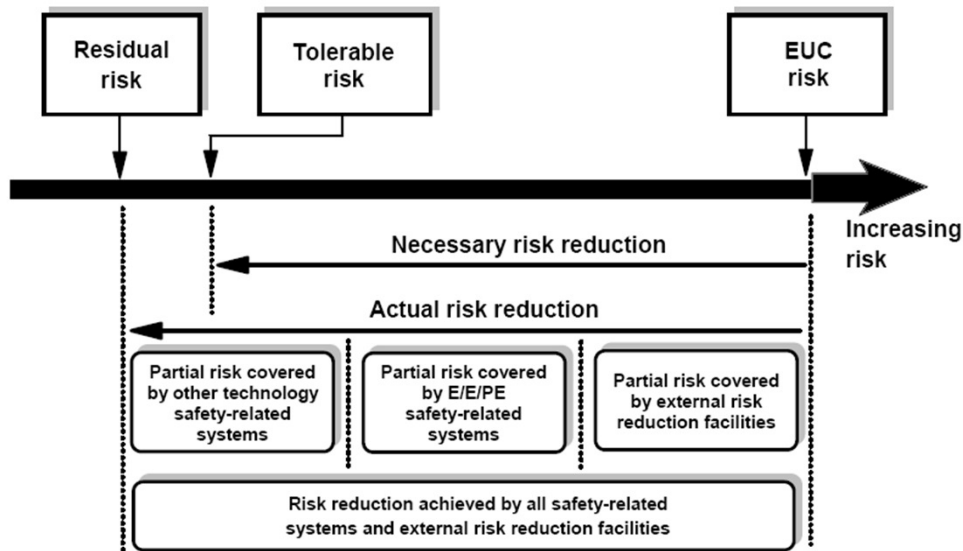 Residual
risk
Tolerable
risk
EUC
risk
Increasing
risk
Necessary risk reduction
Actual risk reduction
Partial risk covered
by other technology
safety-related
systems
Partial risk covered
by E/E/PE
safety-related
systems
Partial risk covered
by external risk
reduction facilities
Risk reduction achieved by all safety-related
systems and external risk reduction facilities